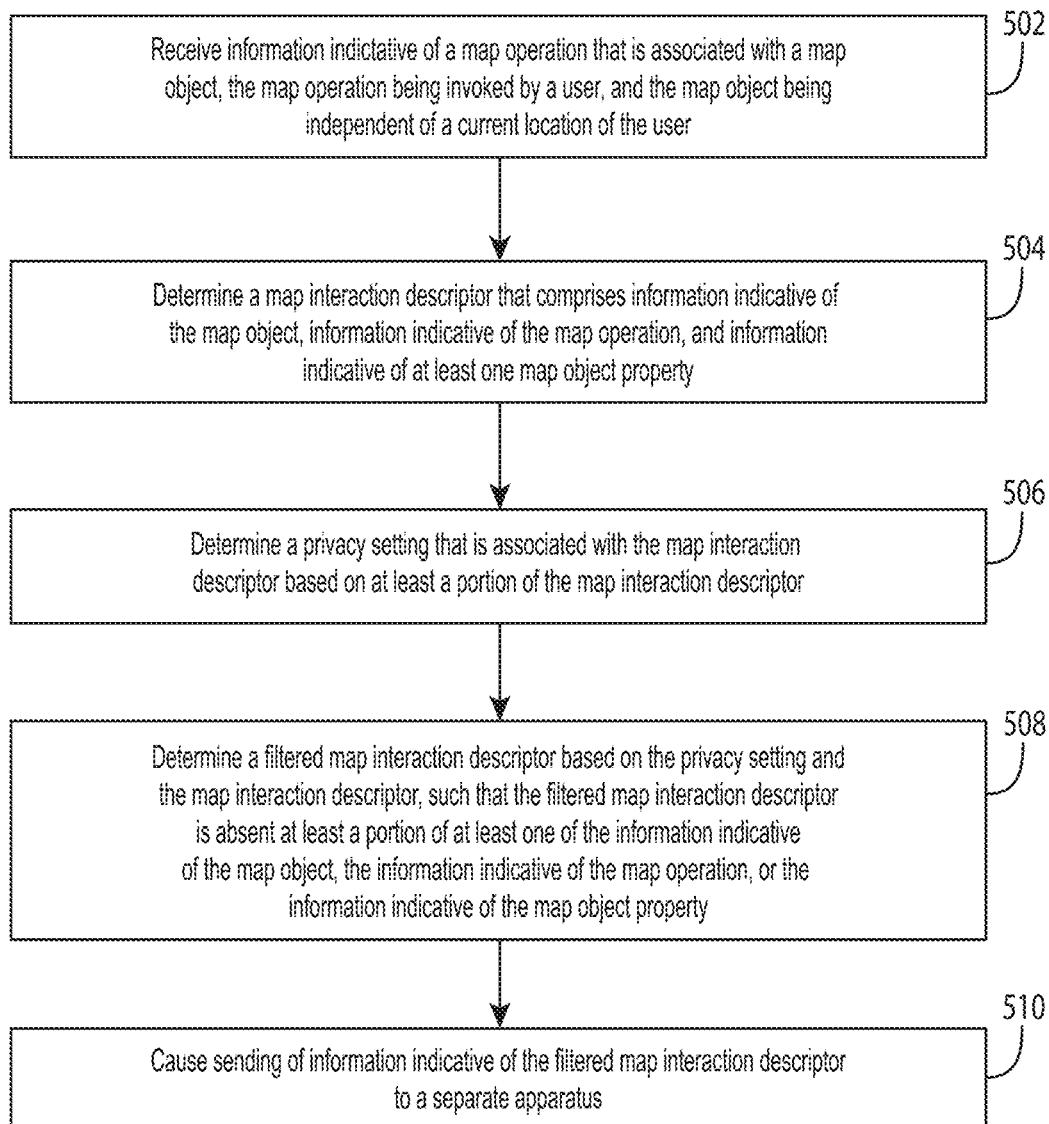 502
Receive information indictative of a map operation that is associated with a map
object, the map operation being invoked by a user, and the map object being
independent of a current location of the user
504
Determine a map interaction descriptor that comprises information indicative of
the map object, information indicative of the map operation, and information
indicative of at least one map object property
506
Determine a privacy setting that is associated with the map interaction
descriptor based on at least a portion of the map interaction descriptor
508
Determine a filtered map interaction descriptor based on the privacy setting and
the map interaction descriptor, such that the filtered map interaction descriptor
is absent at least a portion of at least one of the information indicative
of the map object, the information indicative of the map operation, or the
information indicative of the map object property
510
Cause sending of information indicative of the filtered map interaction descriptor
to a separate apparatus